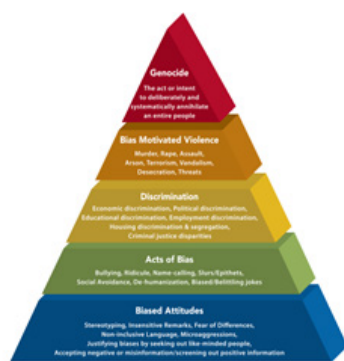 Genocide
The act or intent
to deliberately and
systematically annihilate
an entire people
Bias Motivated Violence
Murder, Rape, Assault,
Arson, Terrorism, Vandalism,
Desecration, Threats
Discrimination
Economic discrimination, Political discrimination,
Educational discrimination, Employment discrimination,
Housing discrimination & segregation,
Criminal justice disparities
Acts of Bias
Bullying, Ridicule, Name-calling, Slurs/Epithets,
Social Avoidance, De-humanization, Biased/Belittling jokes
Biased Attitudes
Stereotyping, Insensitive Remarks, Fear of Differences,
Non-inclusive Language, Microaggressions,
Justifying biases by seeking out like-minded people,
Accepting negative or misinformation/screening out positive information